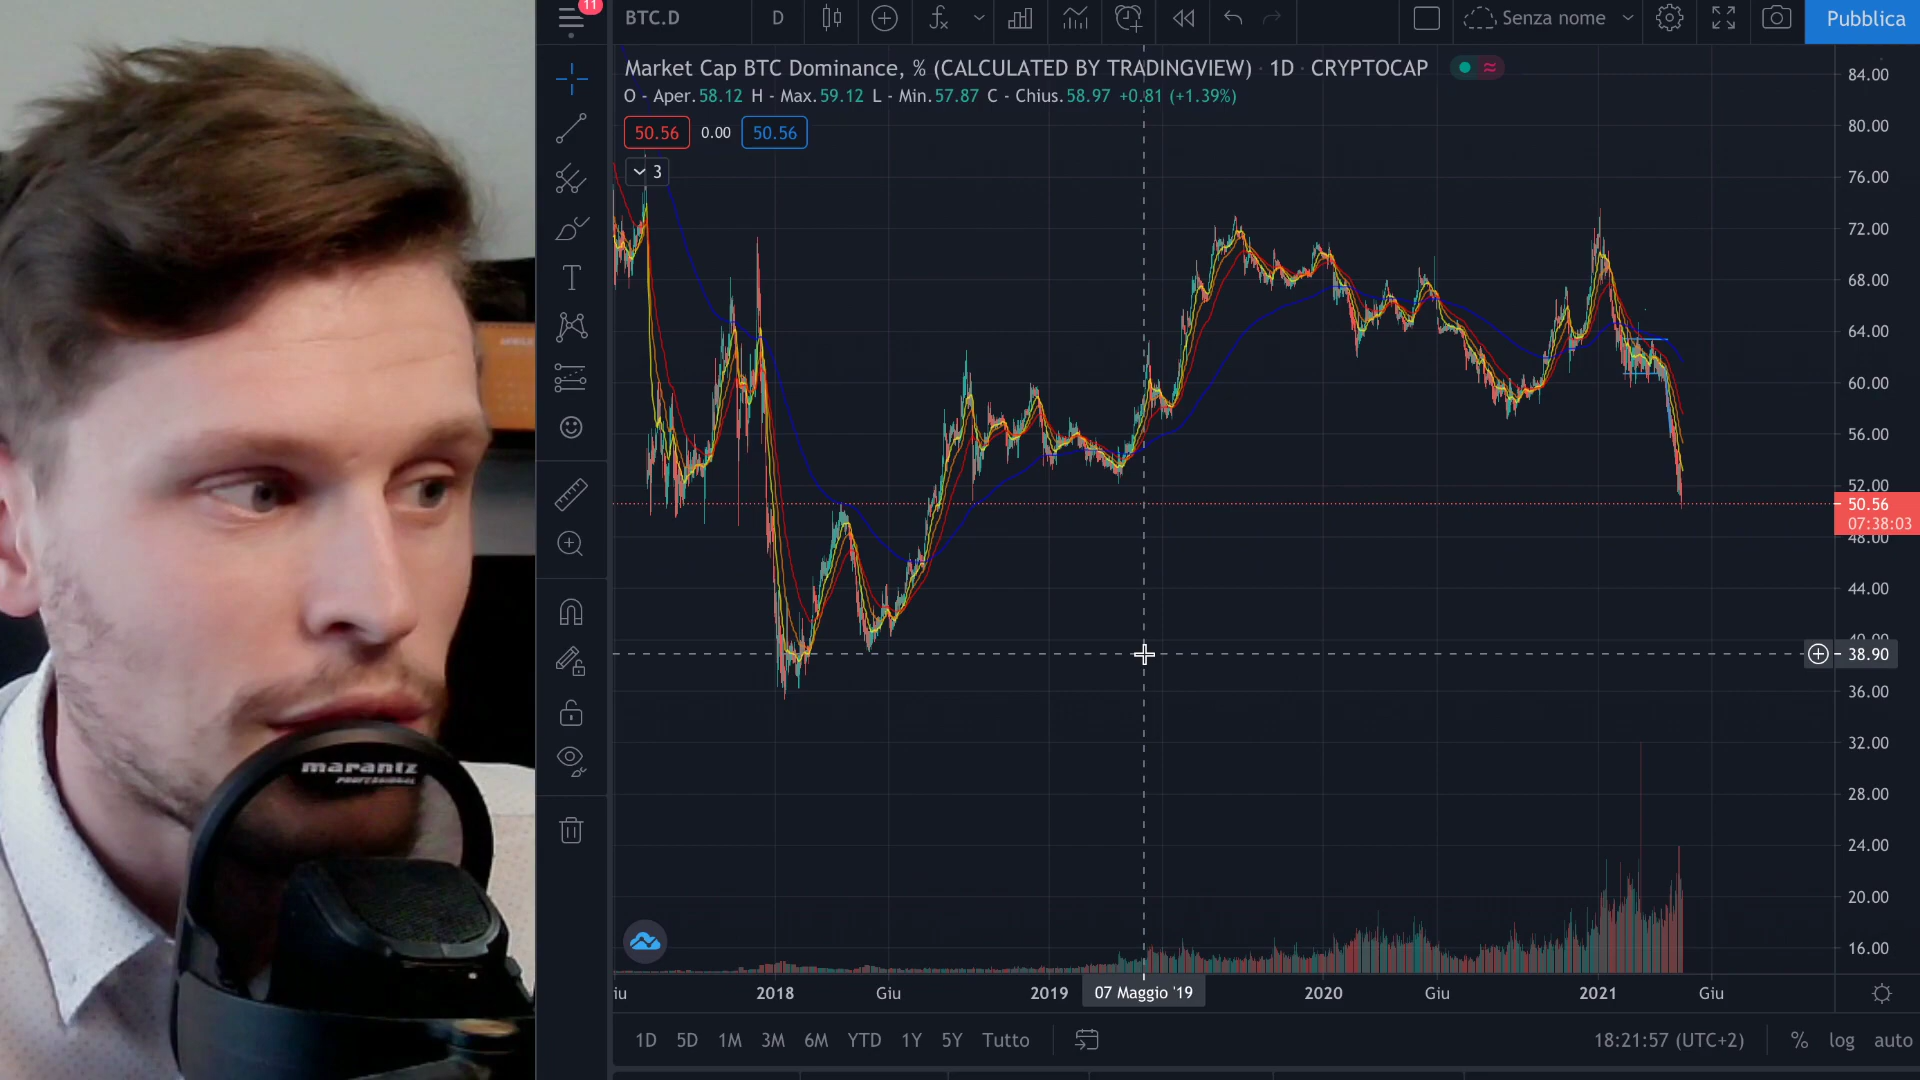 11
BTC.D D Senza nome Pubblica
Market Cap BTC Dominance, % (CALCULATED BY TRADINGVIEW) · 1D · CRYPTOCAP
O - Aper.58.12 H - Max.59.12 L - Min.57.87 C - Chius.58.97 +0.81 (+1.39%)
50.56 0.00 50.56
3
84.00
80.00
76.00
72.00
68.00
64.00
60.00
56.00
52.00
50.56
07:38:03
48.00
44.00
40.00
38.90
36.00
32.00
28.00
24.00
20.00
16.00
marantz
PROFESSIONAL
iu 2018 Giu 2019 07 Maggio '19 2020 Giu 2021 Giu
1D 5D 1M 3M 6M YTD 1Y 5Y Tutto 18:21:57 (UTC+2) % log auto